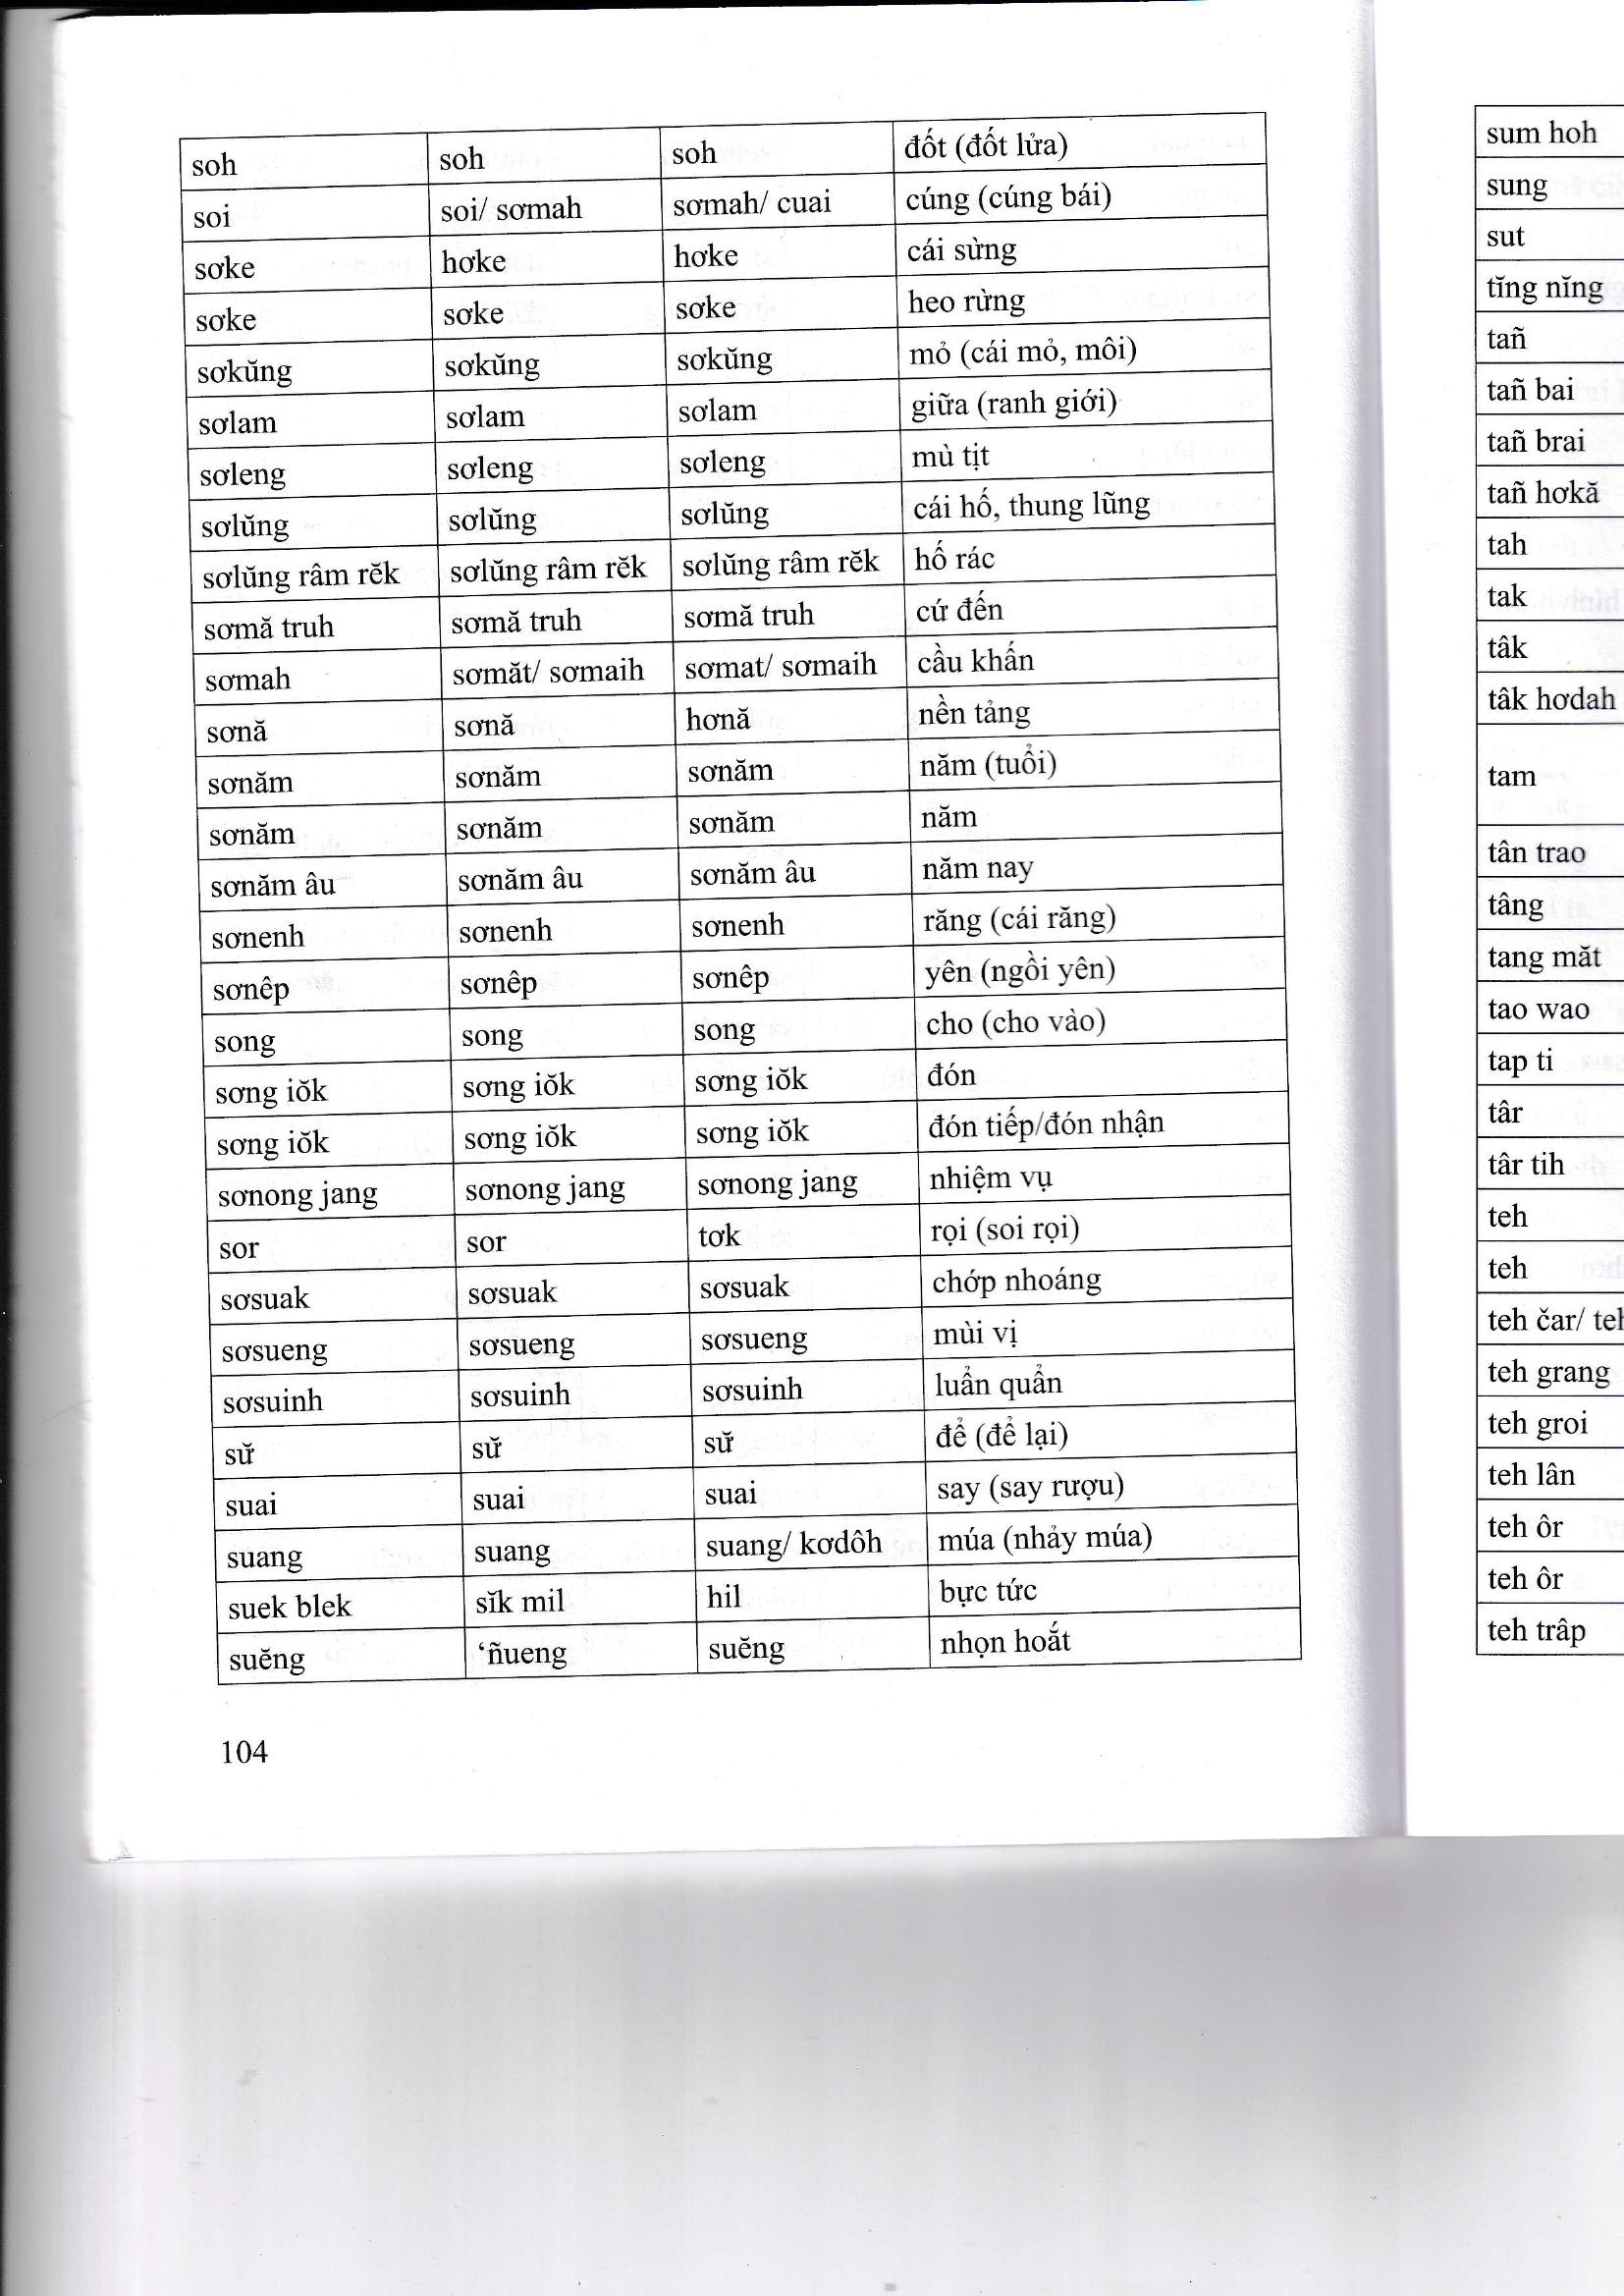 soh soh soh đốt (đốt lửa)
soi soi/ sơmah sơmah/ cuai cúng (cúng bái)
sơke hơke hơke cái sừng
sơke sơke sơke heo rừng
sơkŭng sơkŭng sơkŭng mỏ (cái mỏ, môi)
sơlam sơlam sơlam giữa (ranh giới)
sơleng sơleng sơleng mù tịt
sơlŭng sơlŭng sơlŭng cái hố, thung lũng
sơlŭng râm rĕk sơlŭng râm rĕk sơlŭng râm rĕk hố rác
sơmă truh sơmă truh sơmă truh cứ đến
sơmah sơmăt/ sơmaih sơmat/ sơmaih cầu khấn
sơnă sơnă hơnă nền tảng
sơnăm sơnăm sơnăm năm (tuổi)
sơnăm sơnăm sơnăm năm
sơnăm âu sơnăm âu sơnăm âu năm nay
sơnenh sơnenh sơnenh răng (cái răng)
sơnêp sơnêp sơnêp yên (ngồi yên)
song song song cho (cho vào)
sơng iŏk sơng iŏk sơng iŏk đón
sơng iŏk sơng iŏk sơng iŏk đón tiếp/đón nhận
sơnong jang sơnong jang sơnong jang nhiệm vụ
sor sor tơk rọi (soi rọi)
sơsuak sơsuak sơsuak chớp nhoáng
sơsueng sơsueng sơsueng mùi vị
sơsuinh sơsuinh sơsuinh luẩn quẩn
sư̆ sư̆ sư̆ để (để lại)
suai suai suai say (say rượu)
suang suang suang/ kơdôh múa (nhảy múa)
suek blek sĭk mil hil bực tức
suĕng ‘ñueng suĕng nhọn hoắt
104
sum hoh
sung
sut
tĭng nĭng
tañ
tañ bai
tañ brai
tañ hơkă
tah
tak
tâk
tâk hơdah
tam
tân trao
tâng
tang măt
tao wao
tap ti
târ
târ tih
teh
teh
teh čar/
teh grang
teh groi
teh lân
teh ôr
teh ôr
teh trâp